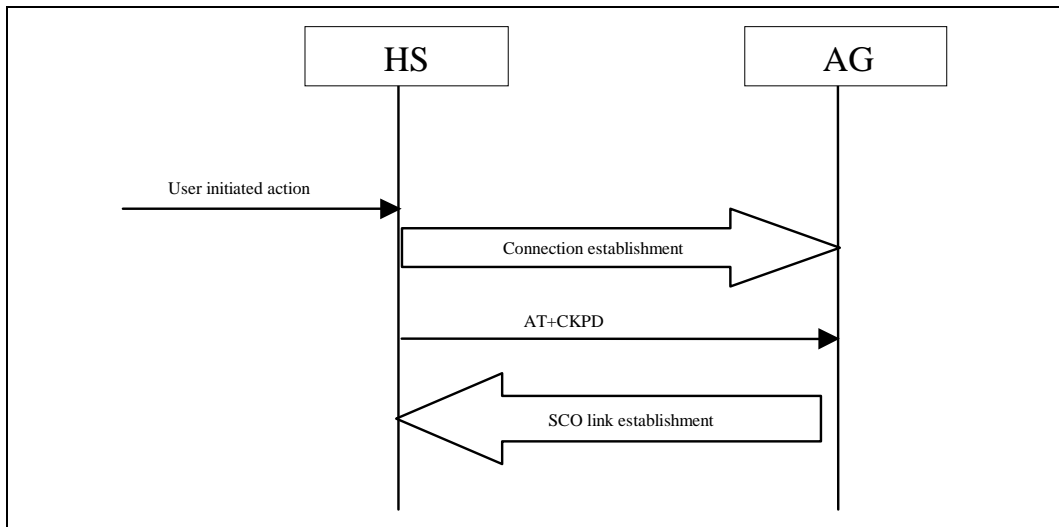 HS
AG
User initiated action
Connection establishment
AT+CKPD
SCO link establishment